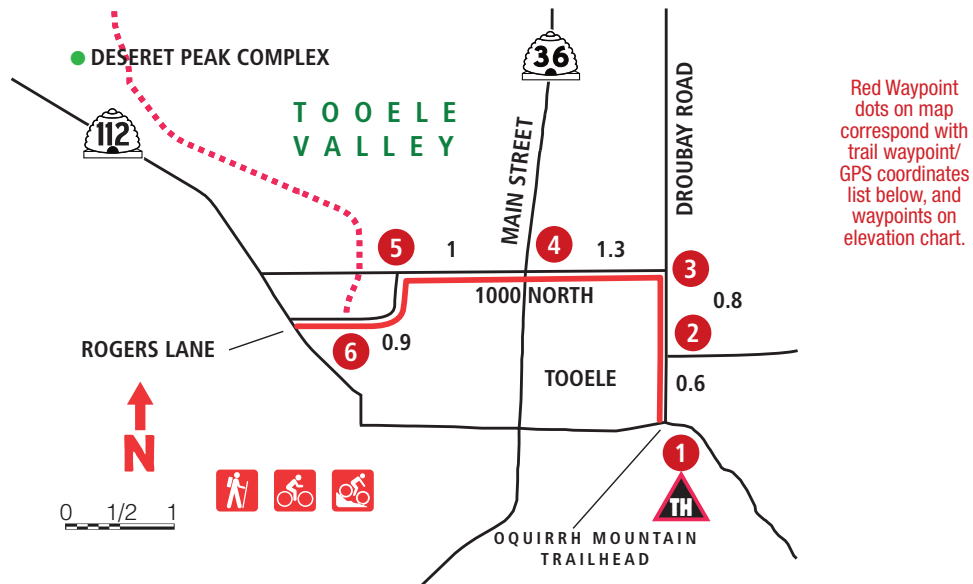 DESERET PEAK COMPLEX
36
DROUBAY ROAD
TOOELE
VALLEY
112
MAIN STREET
Red Waypoint
dots on map
correspond with
trail waypoint/
GPS coordinates
list below, and
waypoints on
elevation chart.
5
1
4
1.3
3
1000 NORTH
0.8
2
ROGERS LANE
6
0.9
TOOELE
0.6
N
1
TH
0 1/2 1
OQUIRRH MOUNTAIN
TRAILHEAD